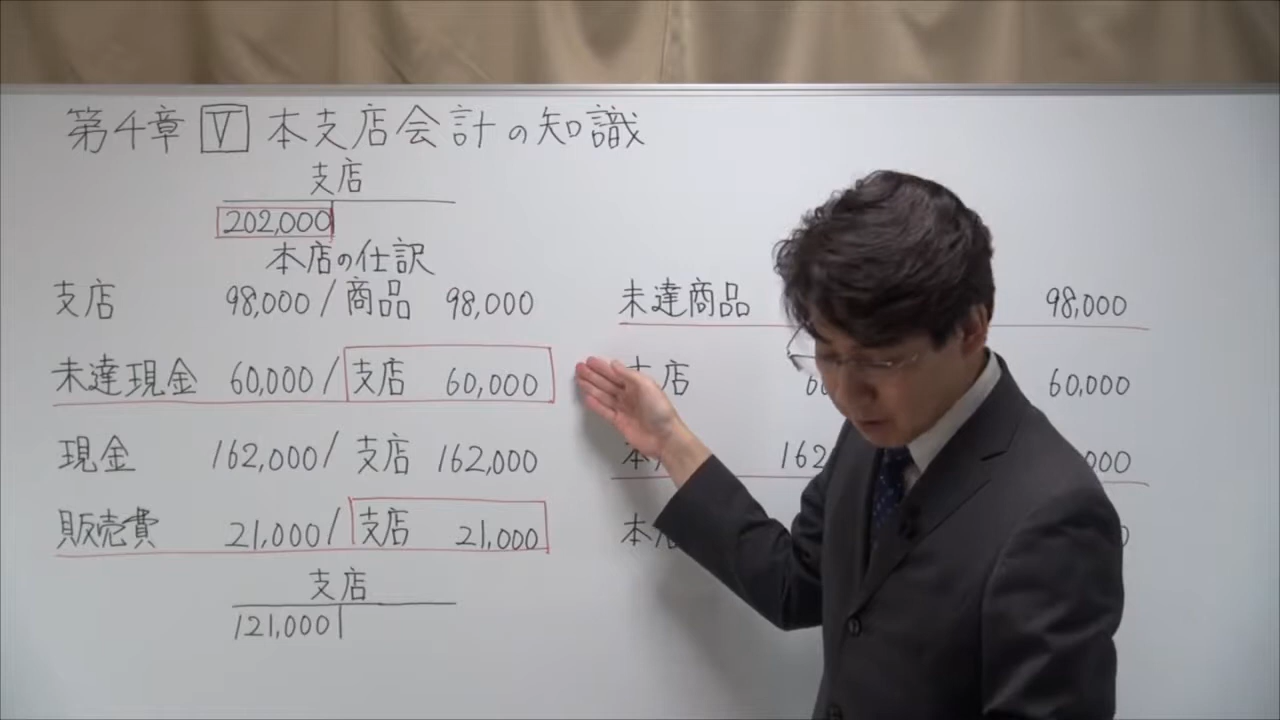 第4章 V 本支店会計の知識
支店
202,000
本店の仕訳
支店 98,000 / 商品 98,000 未達商品 98,000
未達現金 60,000 / 支店 60,000 支店 60,000
現金 162,000 / 支店 162,000 162
販売費 21,000 / 支店 21,000
支店
121,000